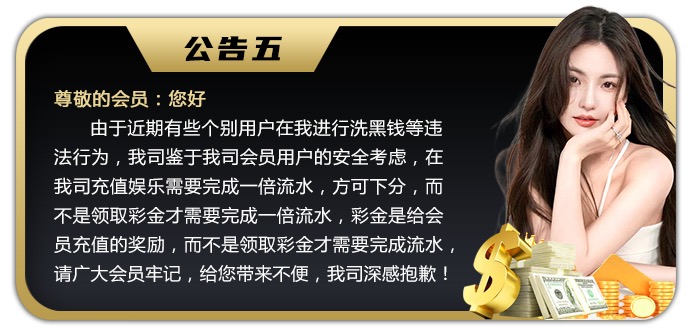 公告五
尊敬的会员：您好
由于近期有些个别用户在我进行洗黑钱等违
法行为，我司鉴于我司会员用户的安全考虑，在
我司充值娱乐需要完成一倍流水，方可下分，而
不是领取彩金才需要完成一倍流水，彩金是给会
员充值的奖励，而不是领取彩金才需要完成流水，
请广大会员牢记，给您带来不便，我司深感抱歉！